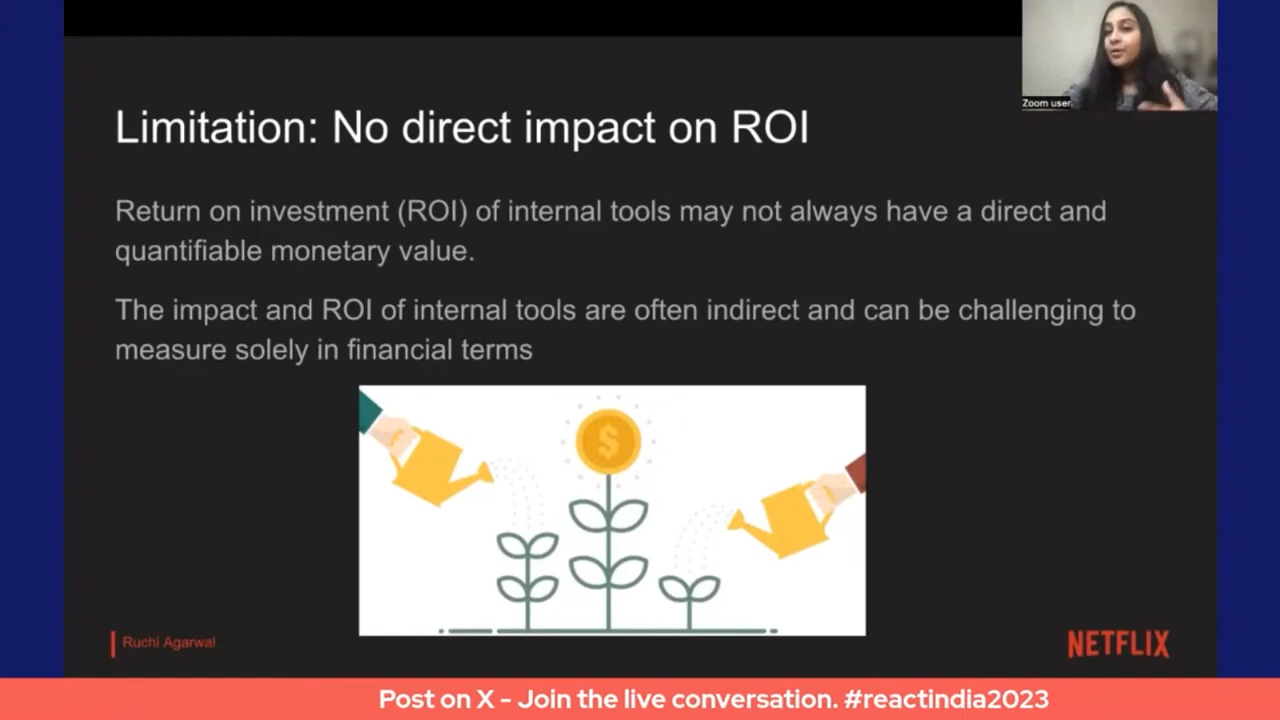 Zoom user
Limitation: No direct impact on ROI
Return on investment (ROI) of internal tools may not always have a direct and
quantifiable monetary value.
The impact and ROI of internal tools are often indirect and can be challenging to
measure solely in financial terms
$
Ruchi Agarwal
NETFLIX
Post on X - Join the live conversation. #reactindia2023